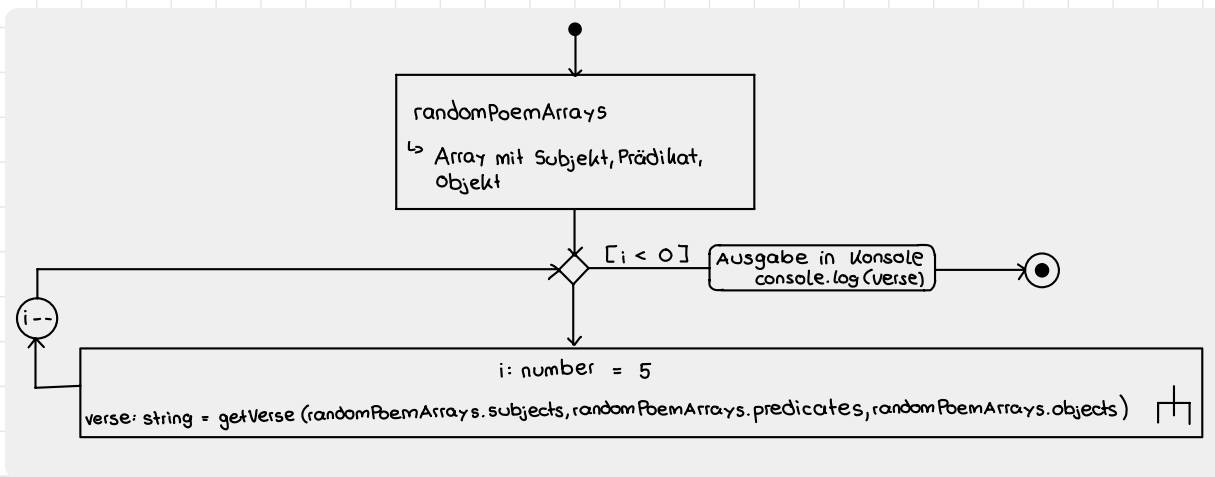 randomPoemArrays
↳ Array mit Subjekt, Prädikat,
Objekt
[i < 0]
Ausgabe in Konsole
console.log(verse)
i--
i: number = 5
verse: string = getVerse (randomPoemArrays.subjects, randomPoemArrays.predicates, randomPoemArrays.objects)